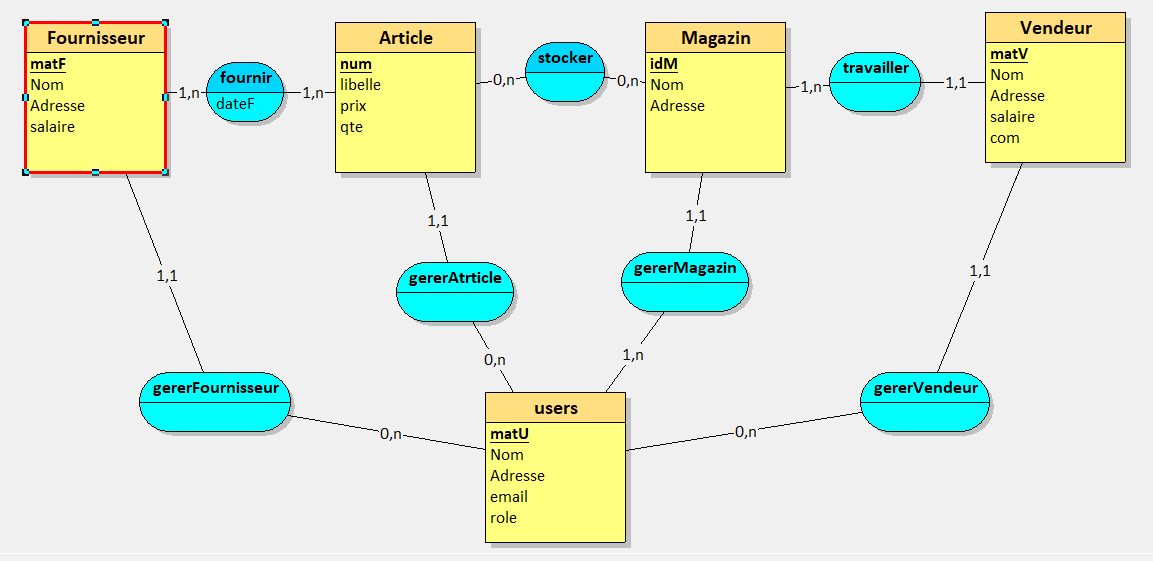 Fournisseur
matF
Nom
Adresse
salaire
1,n
fournir
dateF
1,n
Article
num
libelle
prix
qte
0,n
stocker
0,n
Magazin
idM
Nom
Adresse
1,n
travailler
1,1
Vendeur
matV
Nom
Adresse
salaire
com
1,1
1,1
1,1
1,1
gererFournisseur
gererAtrticle
gererMagazin
gererVendeur
0,n
0,n
1,n
0,n
users
matU
Nom
Adresse
email
role